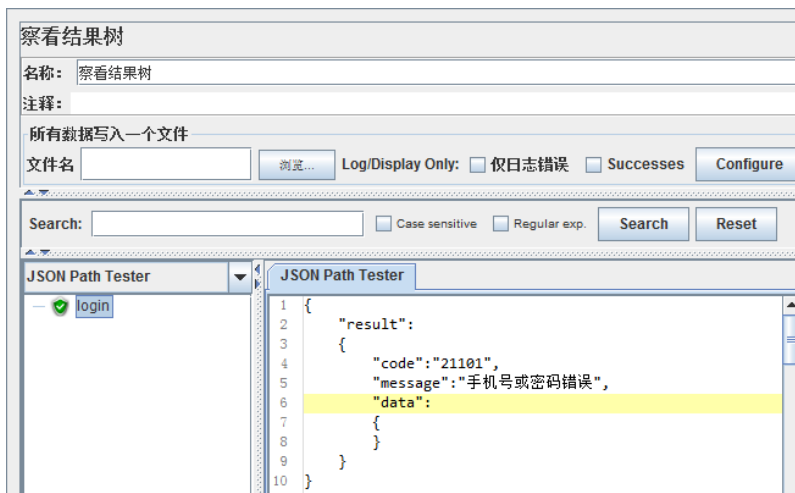 察看结果树
名称： 察看结果树
注释：
所有数据写入一个文件
文件名 浏览... Log/Display Only: 仅日志错误 Successes Configure
Search: Case sensitive Regular exp. Search Reset
JSON Path Tester
login
JSON Path Tester
1 {
2 "result":
3 {
4 "code":"21101",
5 "message":"手机号或密码错误",
6 "data":
7 {
8 }
9 }
10 }